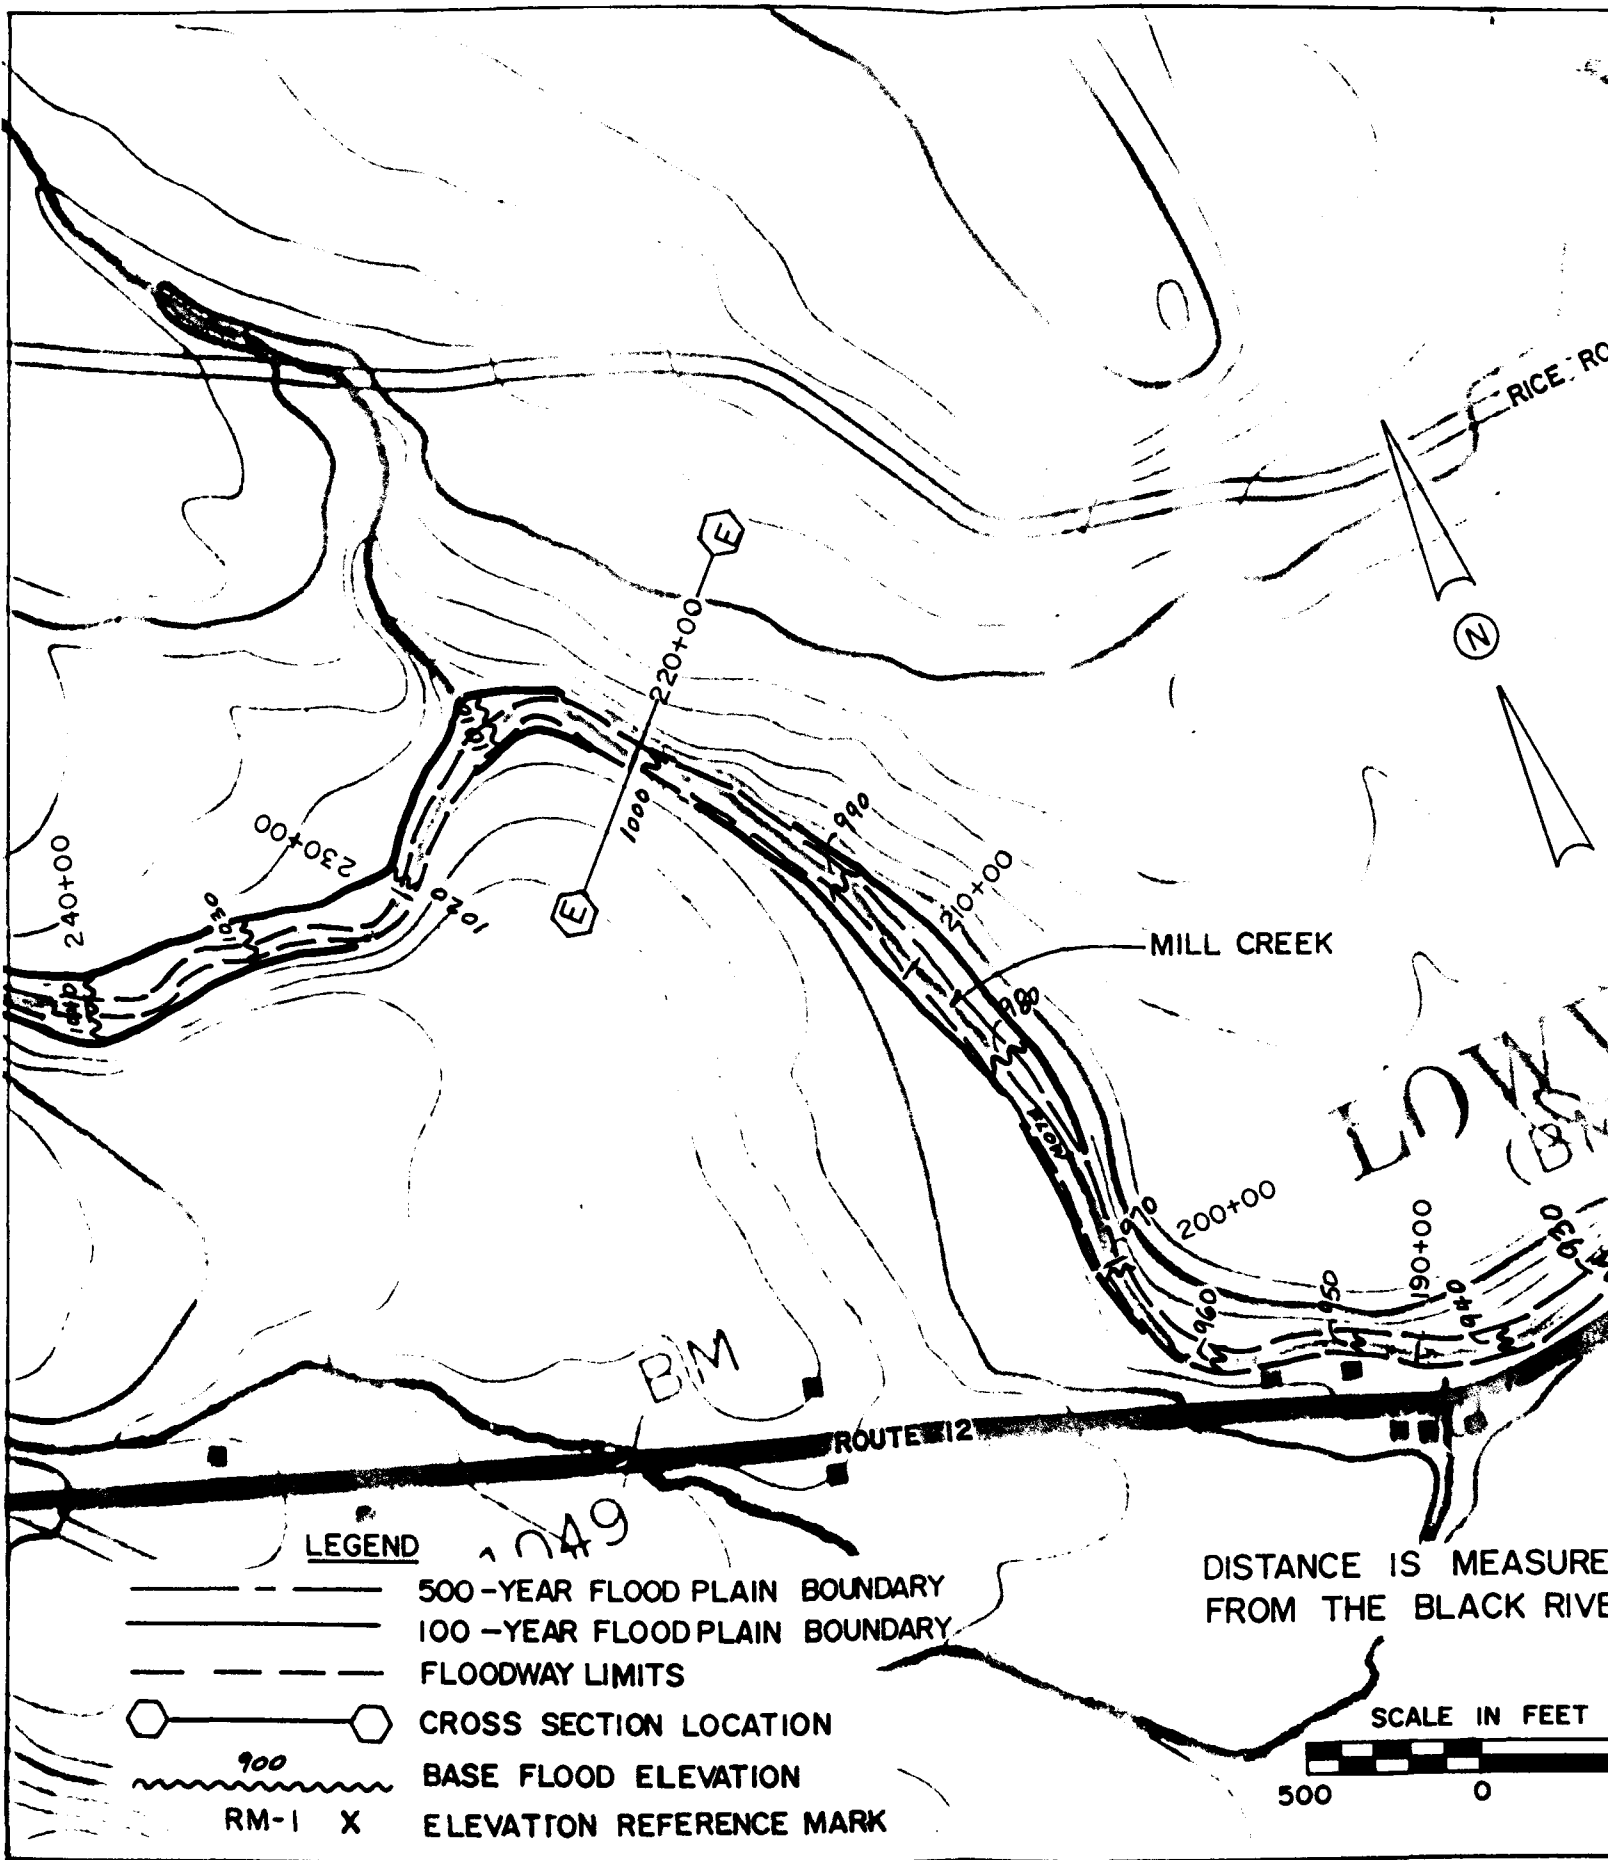 RICE RO
E
220+00
N
1000
990
230+00
240+00
1030
1020
E
210+00
MILL CREEK
1040
980
LOW
970
200+00
190+00
930
960
950
940
BM
ROUTE 12
LEGEND
500-YEAR FLOOD PLAIN BOUNDARY
100-YEAR FLOOD PLAIN BOUNDARY
FLOODWAY LIMITS
CROSS SECTION LOCATION
900
BASE FLOOD ELEVATION
RM-1 X
ELEVATION REFERENCE MARK
DISTANCE IS MEASURE
FROM THE BLACK RIVE
SCALE IN FEET
500 0